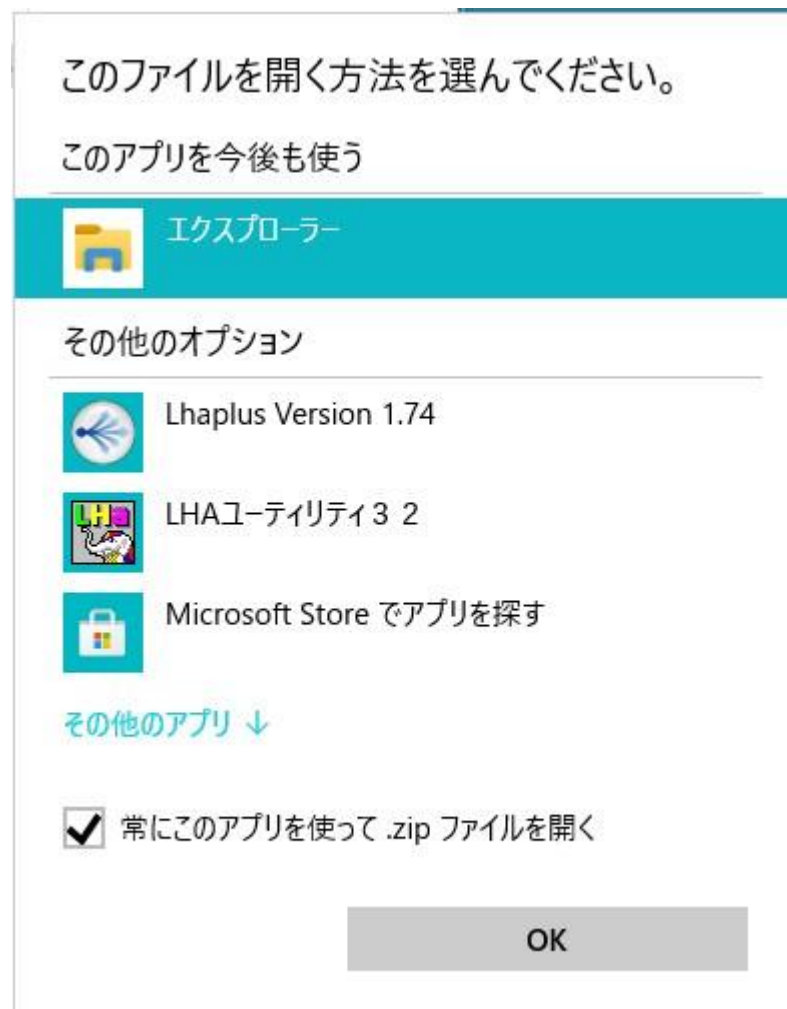 このファイルを開く方法を選んでください。
このアプリを今後も使う
エクスプローラー
その他のオプション
Lhaplus Version 1.74
LHa
LHAユーティリティ３２
Microsoft Store でアプリを探す
その他のアプリ ↓
常にこのアプリを使って .zip ファイルを開く
OK